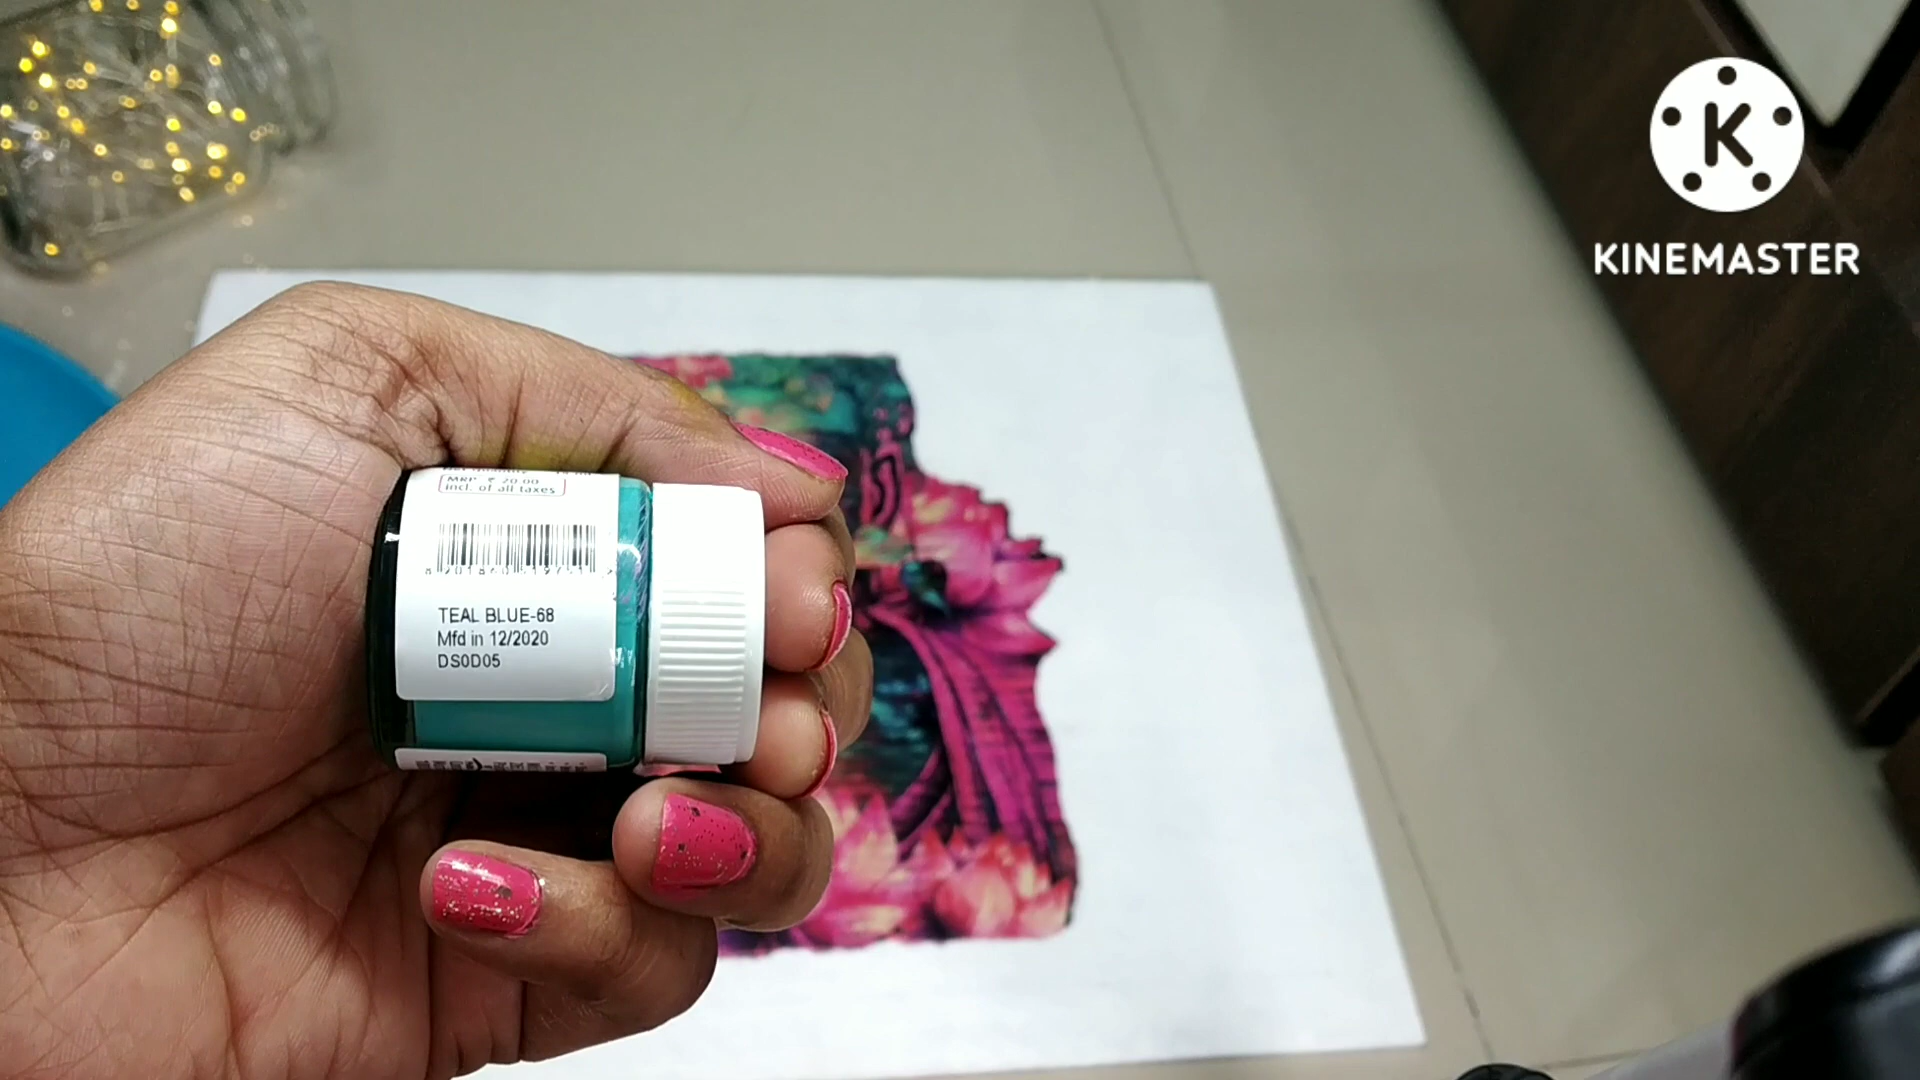 K
KINEMASTER
MRP ₹ 20.00
incl. of all taxes
TEAL BLUE-68
Mfd in 12/2020
DS0D05